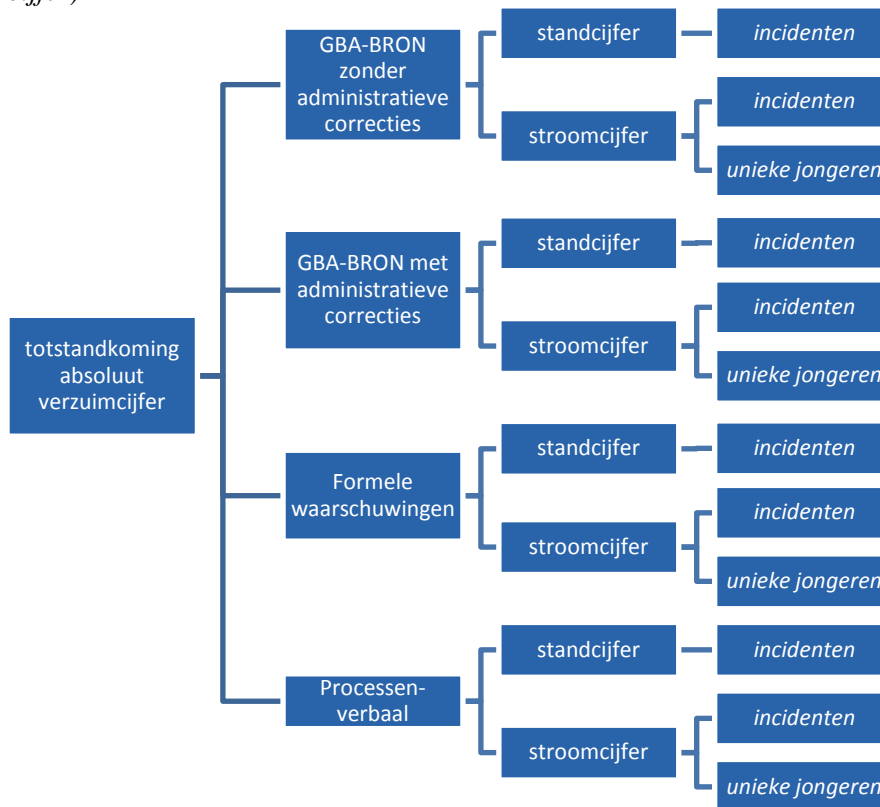 GBA-BRON
zonder
administratieve
correcties
standcijfer
incidenten
stroomcijfer
incidenten
unieke jongeren
GBA-BRON met
administratieve
correcties
standcijfer
incidenten
stroomcijfer
incidenten
unieke jongeren
totstandkoming
absoluut
verzuimcijfer
Formele
waarschuwingen
standcijfer
incidenten
stroomcijfer
incidenten
unieke jongeren
Processen-
verbaal
standcijfer
incidenten
stroomcijfer
incidenten
unieke jongeren